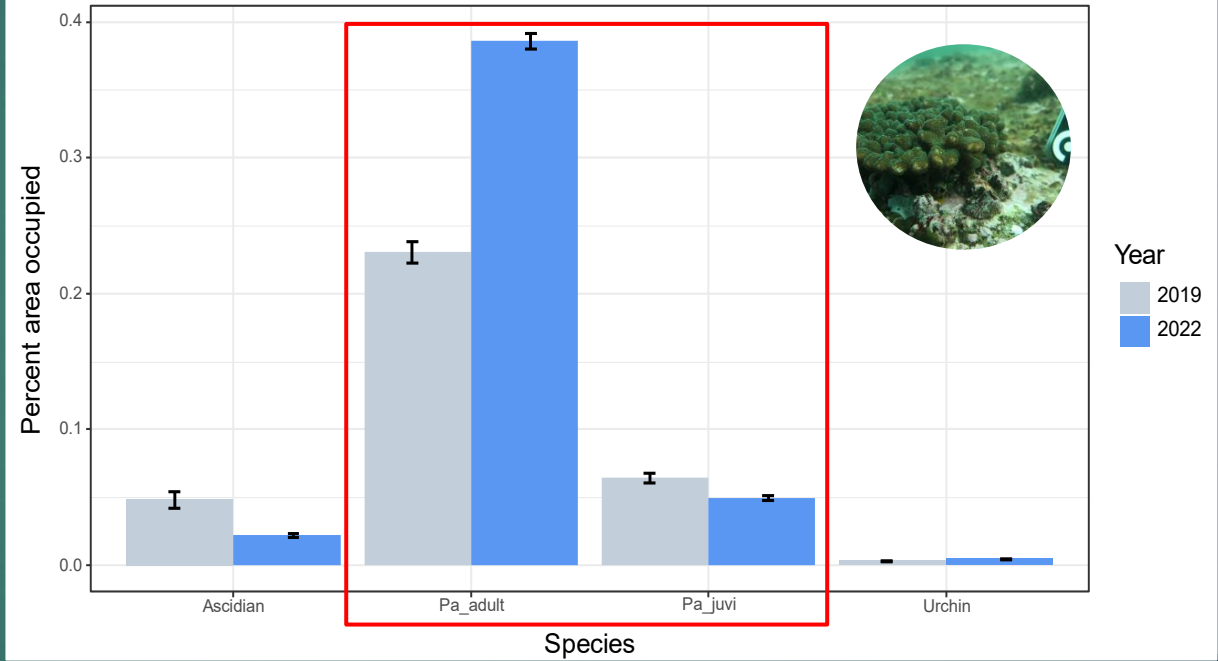 0.4
0.3
0.2
0.1
0.0
Percent area occupied
Ascidian
Pa_adult
Pa_juvi
Urchin
Species
Year
2019
2022